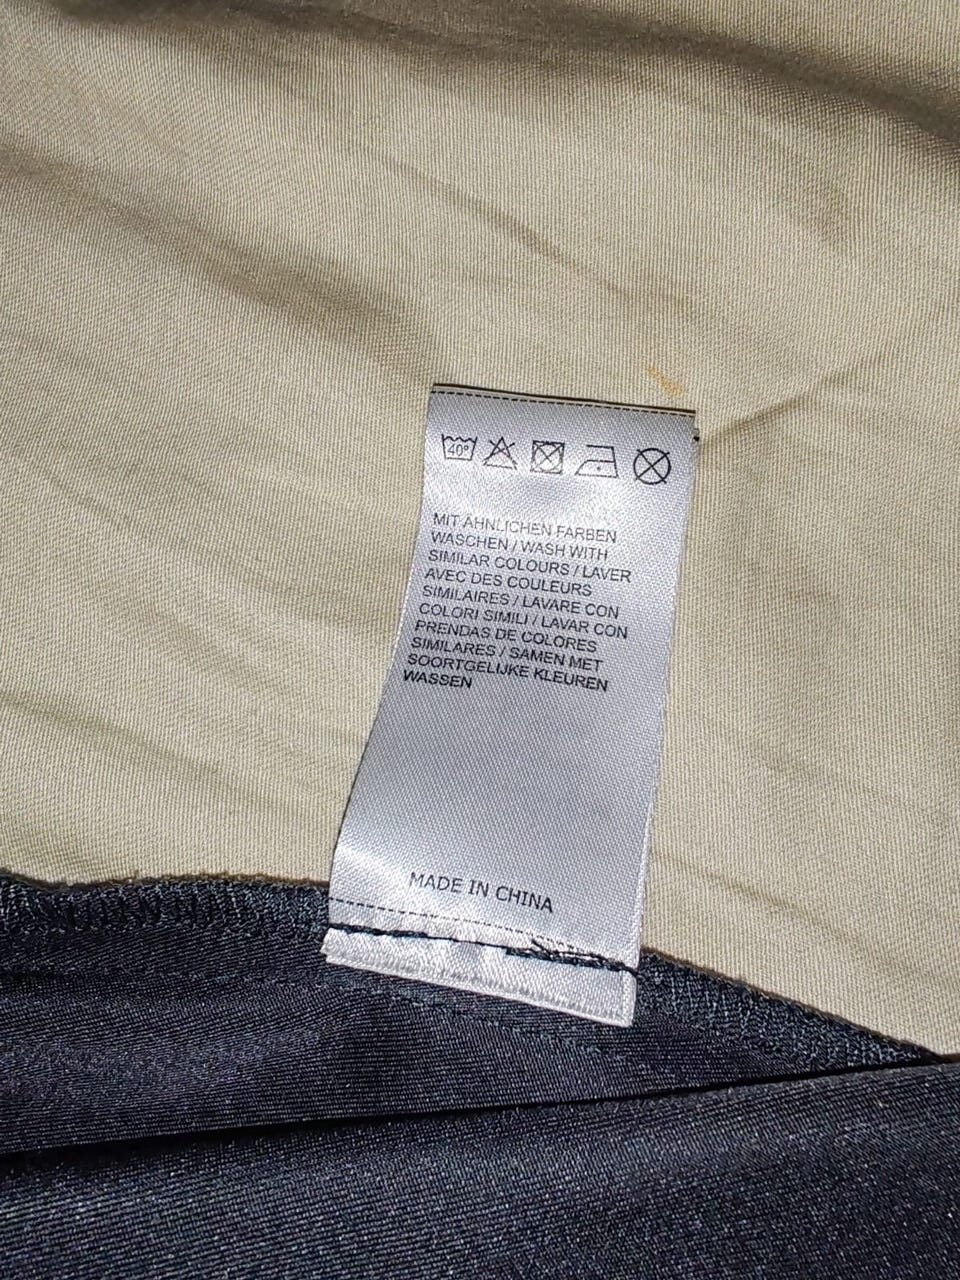 40°
MIT ÄHNLICHEN FARBEN
WASCHEN / WASH WITH
SIMILAR COLOURS / LAVER
AVEC DES COULEURS
SIMILAIRES / LAVARE CON
COLORI SIMILI / LAVAR CON
PRENDAS DE COLORES
SIMILARES / SAMEN MET
SOORTGELIJKE KLEUREN
WASSEN
MADE IN CHINA